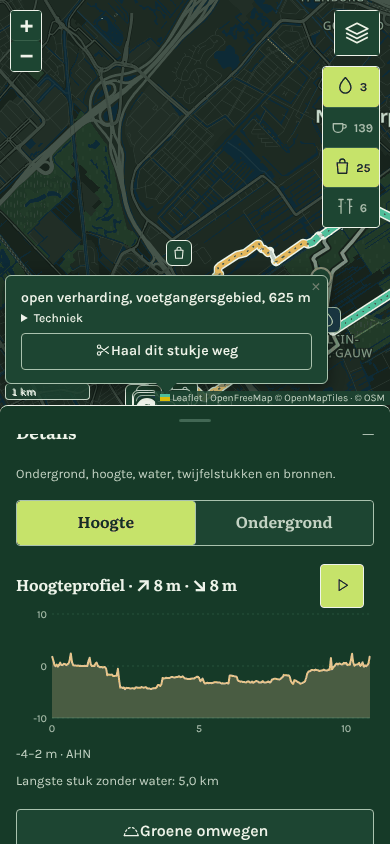 +
−
3
139
25
6
open verharding, voetgangersgebied, 625 m
×
▶ Techniek
Haal dit stukje weg
GAUW
1 km
Leaflet | OpenFreeMap © OpenMapTiles · © OSM
Details
Ondergrond, hoogte, water, twijfelstukken en bronnen.
Hoogte
Ondergrond
Hoogteprofiel · ↗ 8 m · ↘ 8 m
10
0
-10
0 5 10
-4–2 m · AHN
Langste stuk zonder water: 5,0 km
Groene omwegen